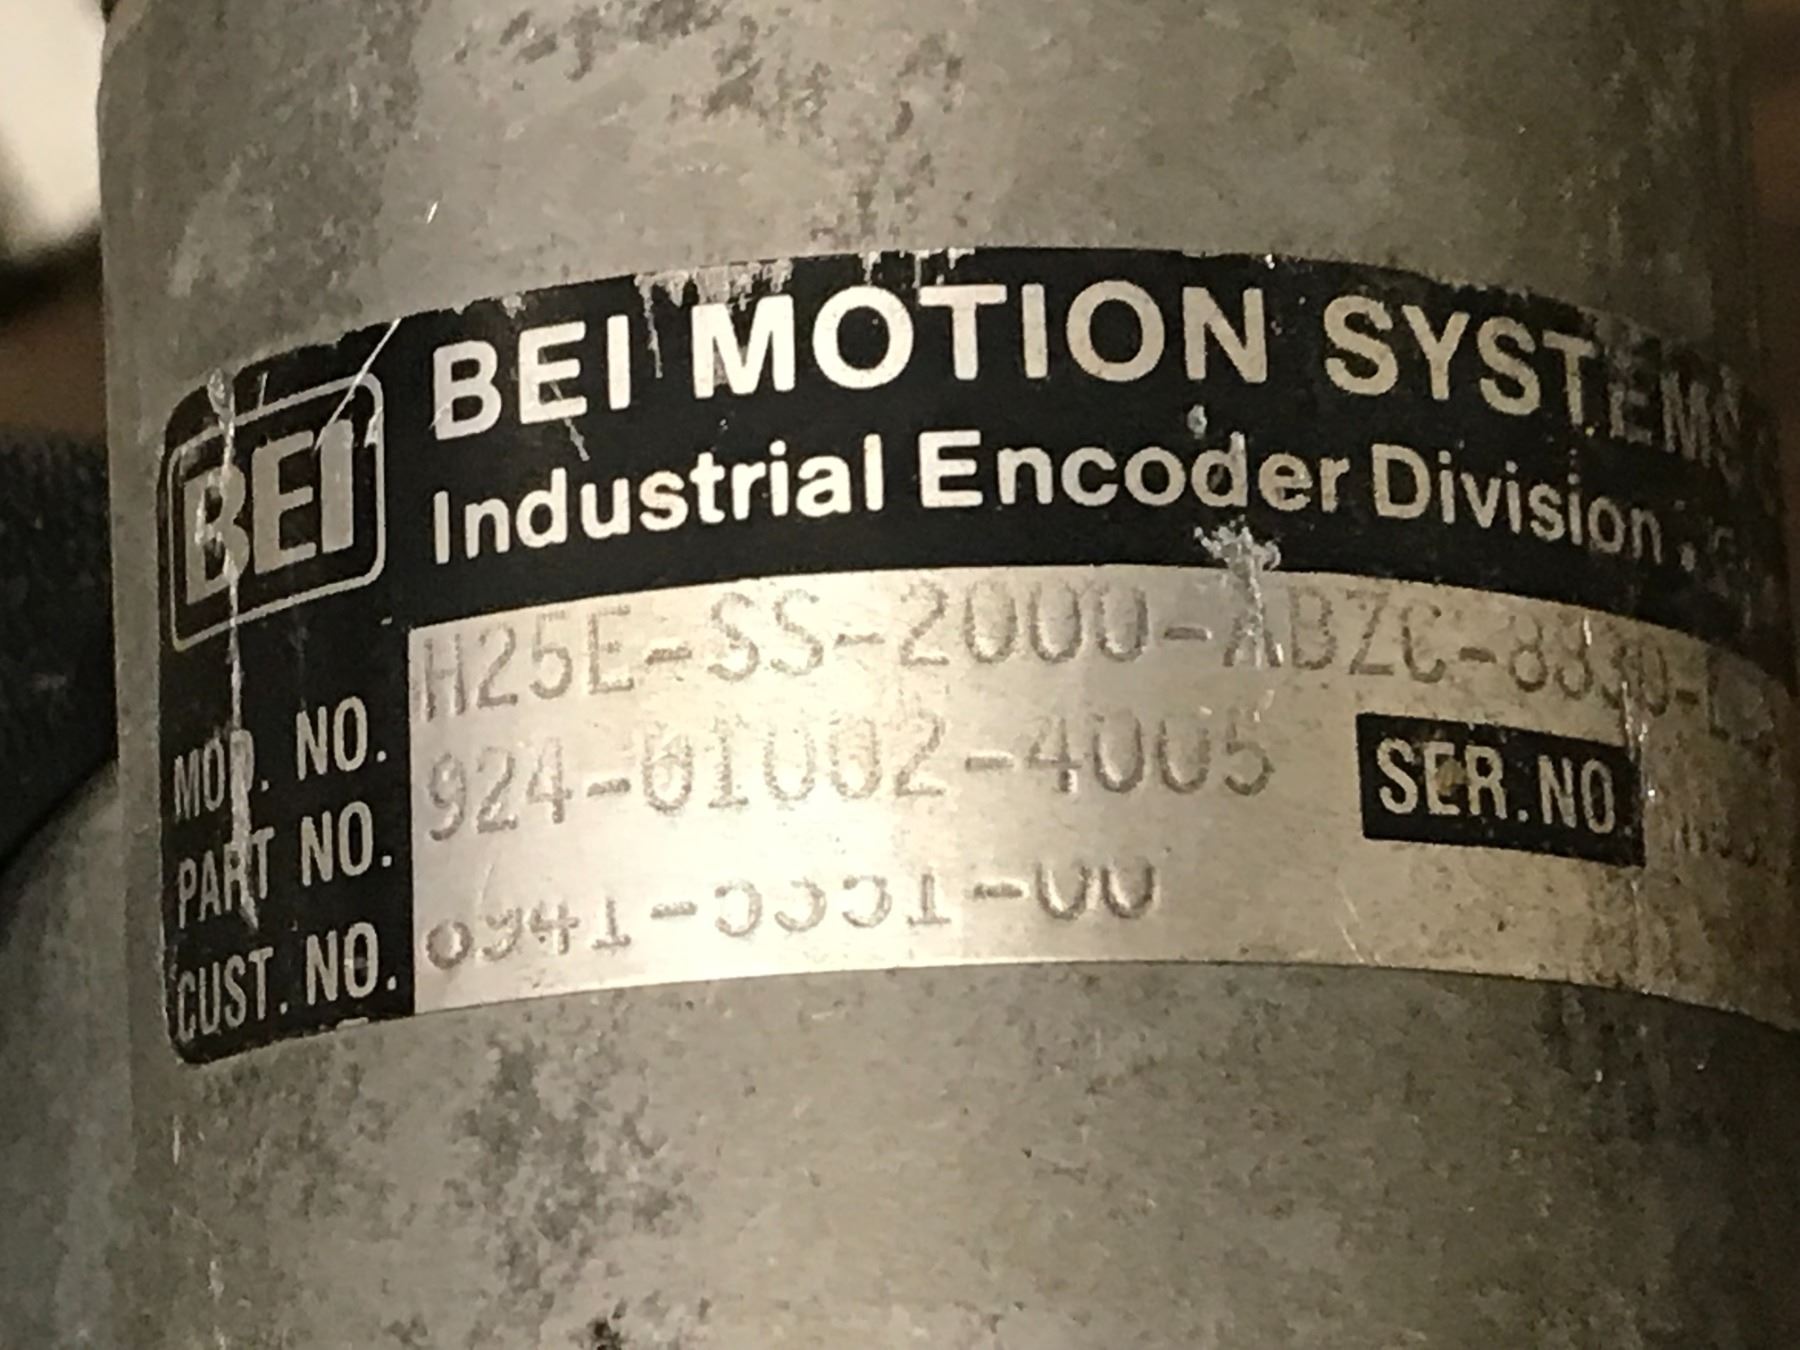 BEI BEI MOTION SYSTEMS
Industrial Encoder Division
MOD. NO. H25E-SS-2000-ABZC-8830-
PART NO. 924-01002-4005 SER.NO.
CUST. NO.